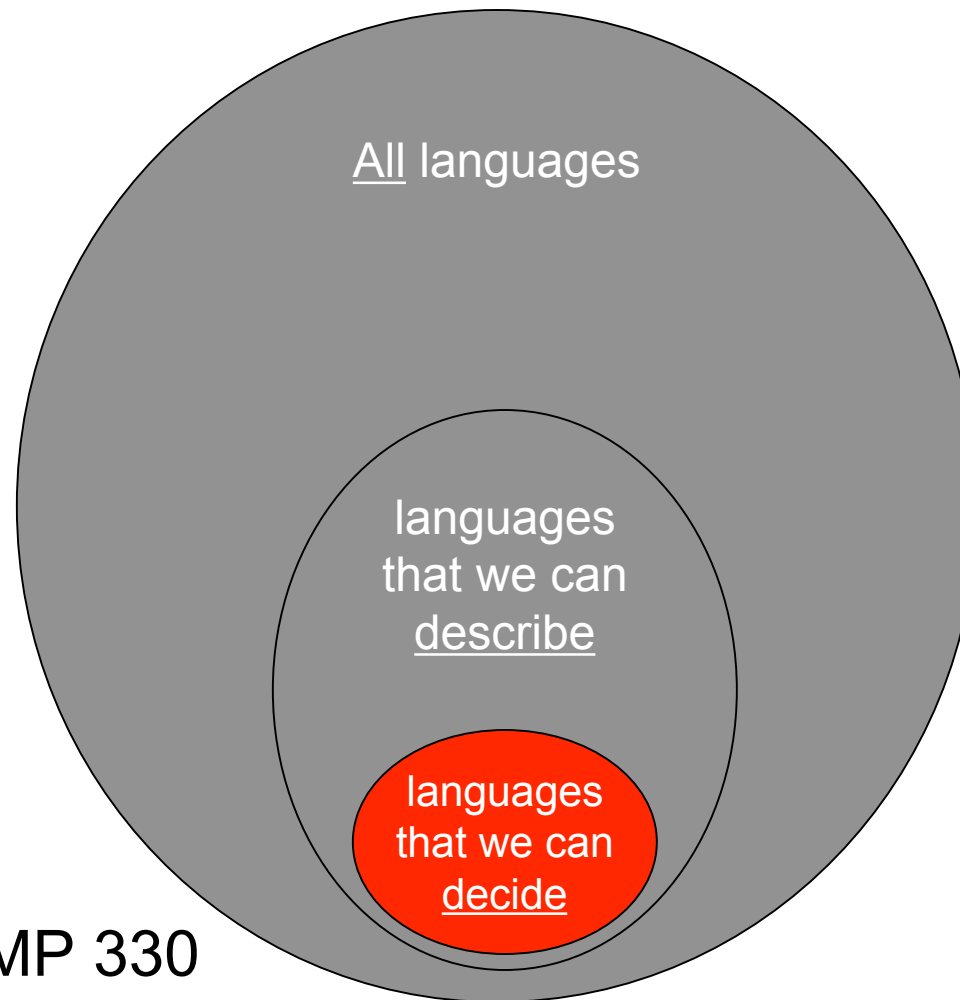 All languages
languages
that we can
describe
languages
that we can
decide
MP 330